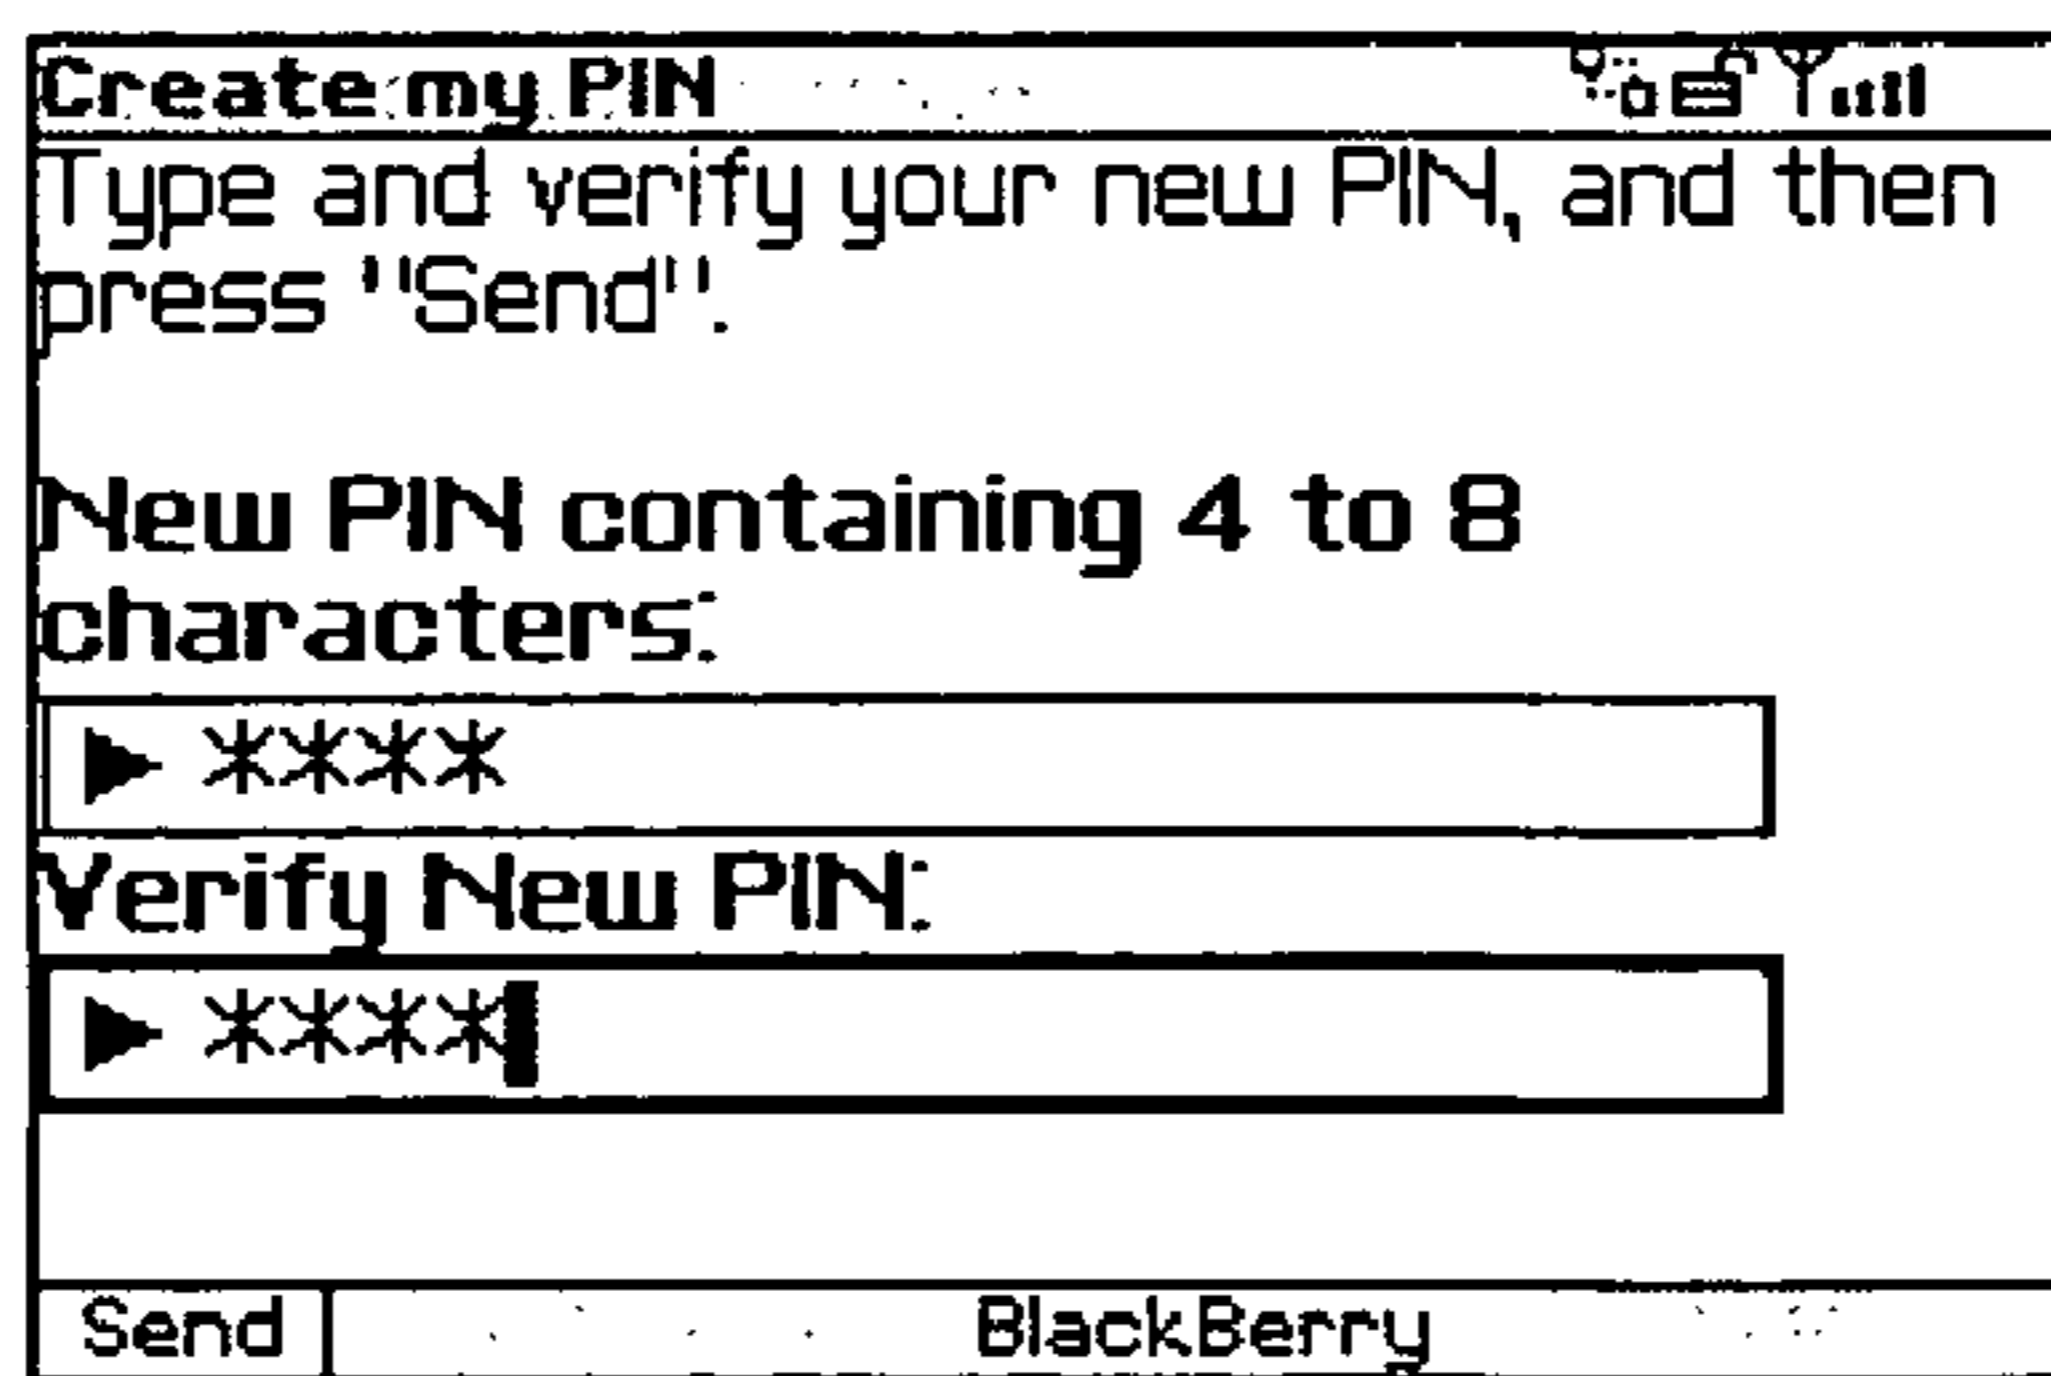 Create my PIN
Type and verify your new PIN, and then
press "Send".
New PIN containing 4 to 8
characters:
****
Verify New PIN:
****
Send BlackBerry